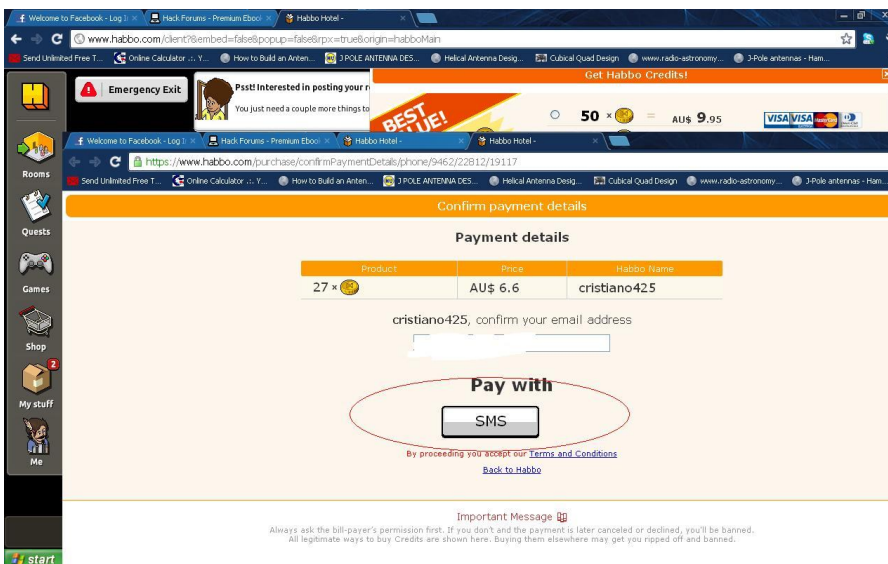 Welcome to Facebook - Log I
Hack Forums - Premium Ebool
Habbo Hotel -
www.habbo.com/client?embed=false&popup=false&rpx=true&origin=habboMain
Send Unlimited Free T...
Online Calculator .:. Y...
How to Build an Anten...
J POLE ANTENNA DES...
Helical Antenna Desig...
Cubical Quad Design
www.radio-astronomy...
J-Pole antennas - Ham...
Emergency Exit
Psst! Interested in posting your r
You just need a couple more things to
Get Habbo Credits!
BEST
UE!
50 × = AU$ 9.95
VISA VISA MasterCard
Welcome to Facebook - Log I
Hack Forums - Premium Ebool
Habbo Hotel -
Habbo Hotel -
https://www.habbo.com/purchase/confirmPaymentDetails/phone/9462/22812/19117
Send Unlimited Free T...
Online Calculator .:. Y...
How to Build an Anten...
J POLE ANTENNA DES...
Helical Antenna Desig...
Cubical Quad Design
www.radio-astronomy...
J-Pole antennas - Ham...
Rooms
Quests
Games
Shop
2
My stuff
Me
Confirm payment details
Payment details
Product Price Habbo Name
27 × AU$ 6.6 cristiano425
cristiano425, confirm your email address
Pay with
SMS
By proceeding you accept our Terms and Conditions
Back to Habbo
Important Message
Always ask the bill-payer's permission first. If you don't and the payment is later canceled or declined, you'll be banned.
All legitimate ways to buy Credits are shown here. Buying them elsewhere may get you ripped off and banned.
start